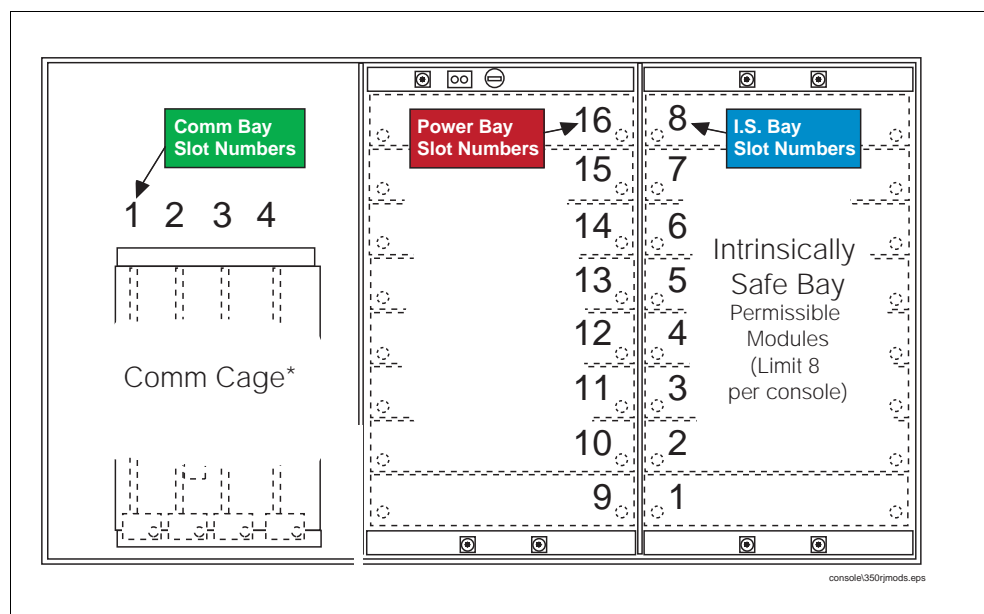 Comm Bay
Slot Numbers
1 2 3 4
Comm Cage*
Power Bay
Slot Numbers
16
15
14
13
12
11
10
9
I.S. Bay
Slot Numbers
8
7
6
5
4
3
2
1
Intrinsically
Safe Bay
Permissible
Modules
(Limit 8
per console)
console\350rjmods.eps